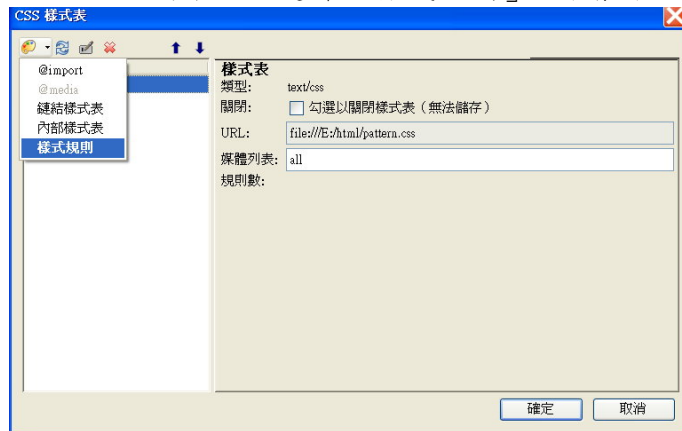 CSS 樣式表
@import
@media
鏈結樣式表
內部樣式表
樣式規則
樣式表
類型: text/css
關閉: 勾選以關閉樣式表（無法儲存）
URL: file:///E:/html/pattern.css
媒體列表: all
規則數:
確定 取消